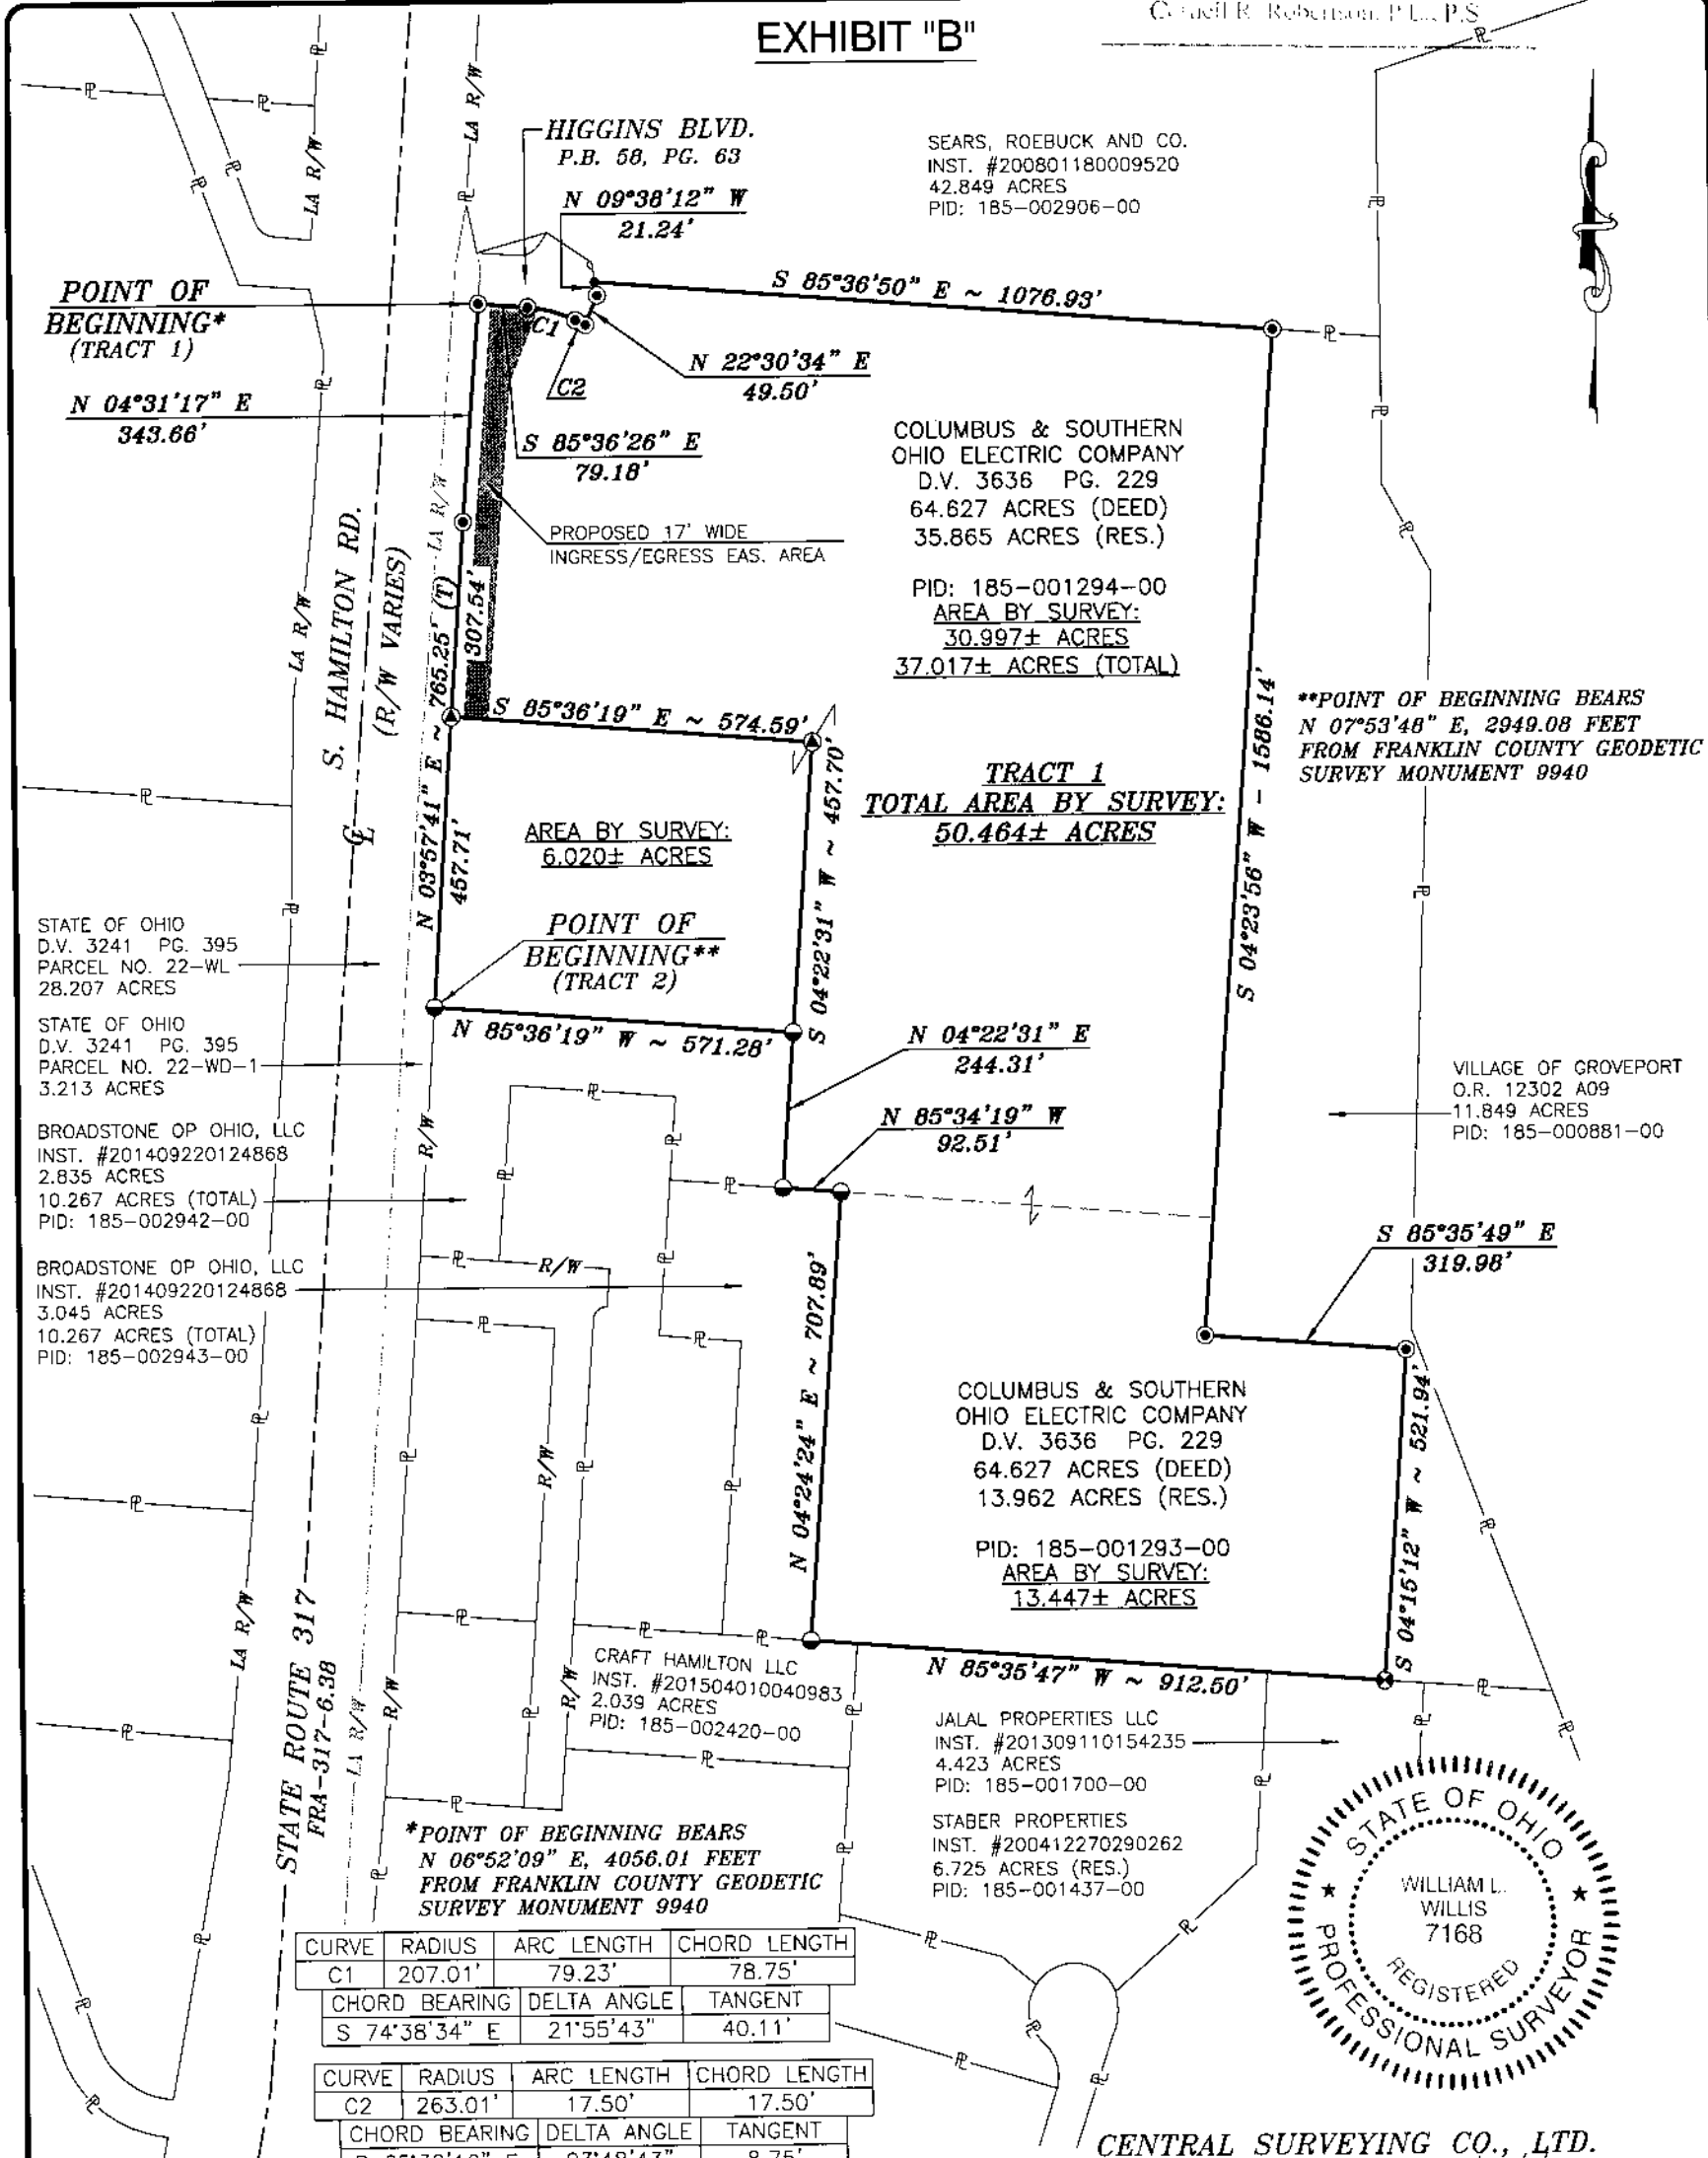 EXHIBIT "B"
Robertson, P.E., P.S
HIGGINS BLVD.
P.B. 58, PG. 63
N 09°38'12" W
21.24'
SEARS, ROEBUCK AND CO.
INST. #200801180009520
42.849 ACRES
PID: 185-002906-00
POINT OF
BEGINNING*
(TRACT 1)
S 85°36'50" E ~ 1076.93'
C1
C2
N 22°30'34" E
49.50'
N 04°31'17" E
343.66'
S 85°36'26" E
79.18'
PROPOSED 17' WIDE
INGRESS/EGRESS EAS. AREA
COLUMBUS & SOUTHERN
OHIO ELECTRIC COMPANY
D.V. 3636 PG. 229
64.627 ACRES (DEED)
35.865 ACRES (RES.)
PID: 185-001294-00
AREA BY SURVEY:
30.997± ACRES
37.017± ACRES (TOTAL)
S. HAMILTON RD.
(R/W VARIES)
N 03°57'41" E ~ 765.25' (T)
307.54'
457.71'
S 85°36'19" E ~ 574.59'
S 04°22'31" W ~ 457.70'
TRACT 1
TOTAL AREA BY SURVEY:
50.464± ACRES
S 04°23'56" W - 1586.14'
**POINT OF BEGINNING BEARS
N 07°53'48" E, 2949.08 FEET
FROM FRANKLIN COUNTY GEODETIC
SURVEY MONUMENT 9940
AREA BY SURVEY:
6.020± ACRES
POINT OF
BEGINNING**
(TRACT 2)
N 85°36'19" W ~ 571.28'
STATE OF OHIO
D.V. 3241 PG. 395
PARCEL NO. 22-WL
28.207 ACRES
STATE OF OHIO
D.V. 3241 PG. 395
PARCEL NO. 22-WD-1
3.213 ACRES
BROADSTONE OP OHIO, LLC
INST. #201409220124868
2.835 ACRES
10.267 ACRES (TOTAL)
PID: 185-002942-00
BROADSTONE OP OHIO, LLC
INST. #201409220124868
3.045 ACRES
10.267 ACRES (TOTAL)
PID: 185-002943-00
N 04°22'31" E
244.31'
N 85°34'19" W
92.51'
VILLAGE OF GROVEPORT
O.R. 12302 A09
11.849 ACRES
PID: 185-000881-00
S 85°35'49" E
319.98'
N 04°24'24" E ~ 707.89'
COLUMBUS & SOUTHERN
OHIO ELECTRIC COMPANY
D.V. 3636 PG. 229
64.627 ACRES (DEED)
13.962 ACRES (RES.)
PID: 185-001293-00
AREA BY SURVEY:
13.447± ACRES
S 04°15'12" W ~ 521.94'
N 85°35'47" W ~ 912.50'
STATE ROUTE 317
FRA-317-6.38
LA R/W
R/W
CRAFT HAMILTON LLC
INST. #201504010040983
2.039 ACRES
PID: 185-002420-00
JALAL PROPERTIES LLC
INST. #201309110154235
4.423 ACRES
PID: 185-001700-00
STABER PROPERTIES
INST. #200412270290262
6.725 ACRES (RES.)
PID: 185-001437-00
*POINT OF BEGINNING BEARS
N 06°52'09" E, 4056.01 FEET
FROM FRANKLIN COUNTY GEODETIC
SURVEY MONUMENT 9940
CURVE RADIUS ARC LENGTH CHORD LENGTH
C1 207.01' 79.23' 78.75'
CHORD BEARING DELTA ANGLE TANGENT
S 74°38'34" E 21°55'43" 40.11'
CURVE RADIUS ARC LENGTH CHORD LENGTH
C2 263.01' 17.50' 17.50'
CHORD BEARING DELTA ANGLE TANGENT
8.75'
STATE OF OHIO
WILLIAM L.
WILLIS
7168
REGISTERED
PROFESSIONAL SURVEYOR
CENTRAL SURVEYING CO., LTD.